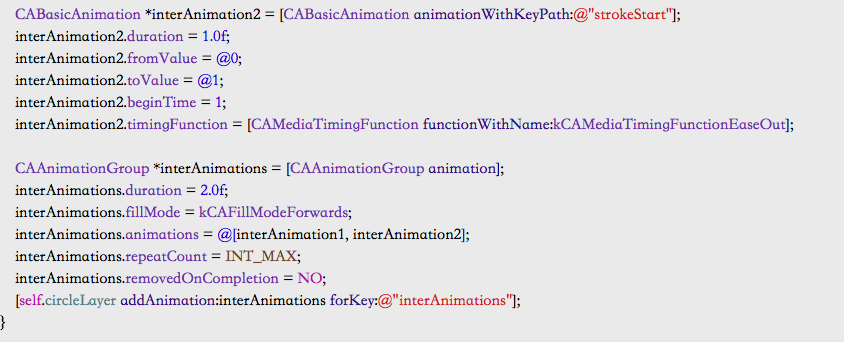 CABasicAnimation *interAnimation2 = [CABasicAnimation animationWithKeyPath:@"strokeStart"];
interAnimation2.duration = 1.0f;
interAnimation2.fromValue = @0;
interAnimation2.toValue = @1;
interAnimation2.beginTime = 1;
interAnimation2.timingFunction = [CAMediaTimingFunction functionWithName:kCAMediaTimingFunctionEaseOut];
CAAnimationGroup *interAnimations = [CAAnimationGroup animation];
interAnimations.duration = 2.0f;
interAnimations.fillMode = kCAFillModeForwards;
interAnimations.animations = @[interAnimation1, interAnimation2];
interAnimations.repeatCount = INT_MAX;
interAnimations.removedOnCompletion = NO;
[self.circleLayer addAnimation:interAnimations forKey:@"interAnimations"];
}